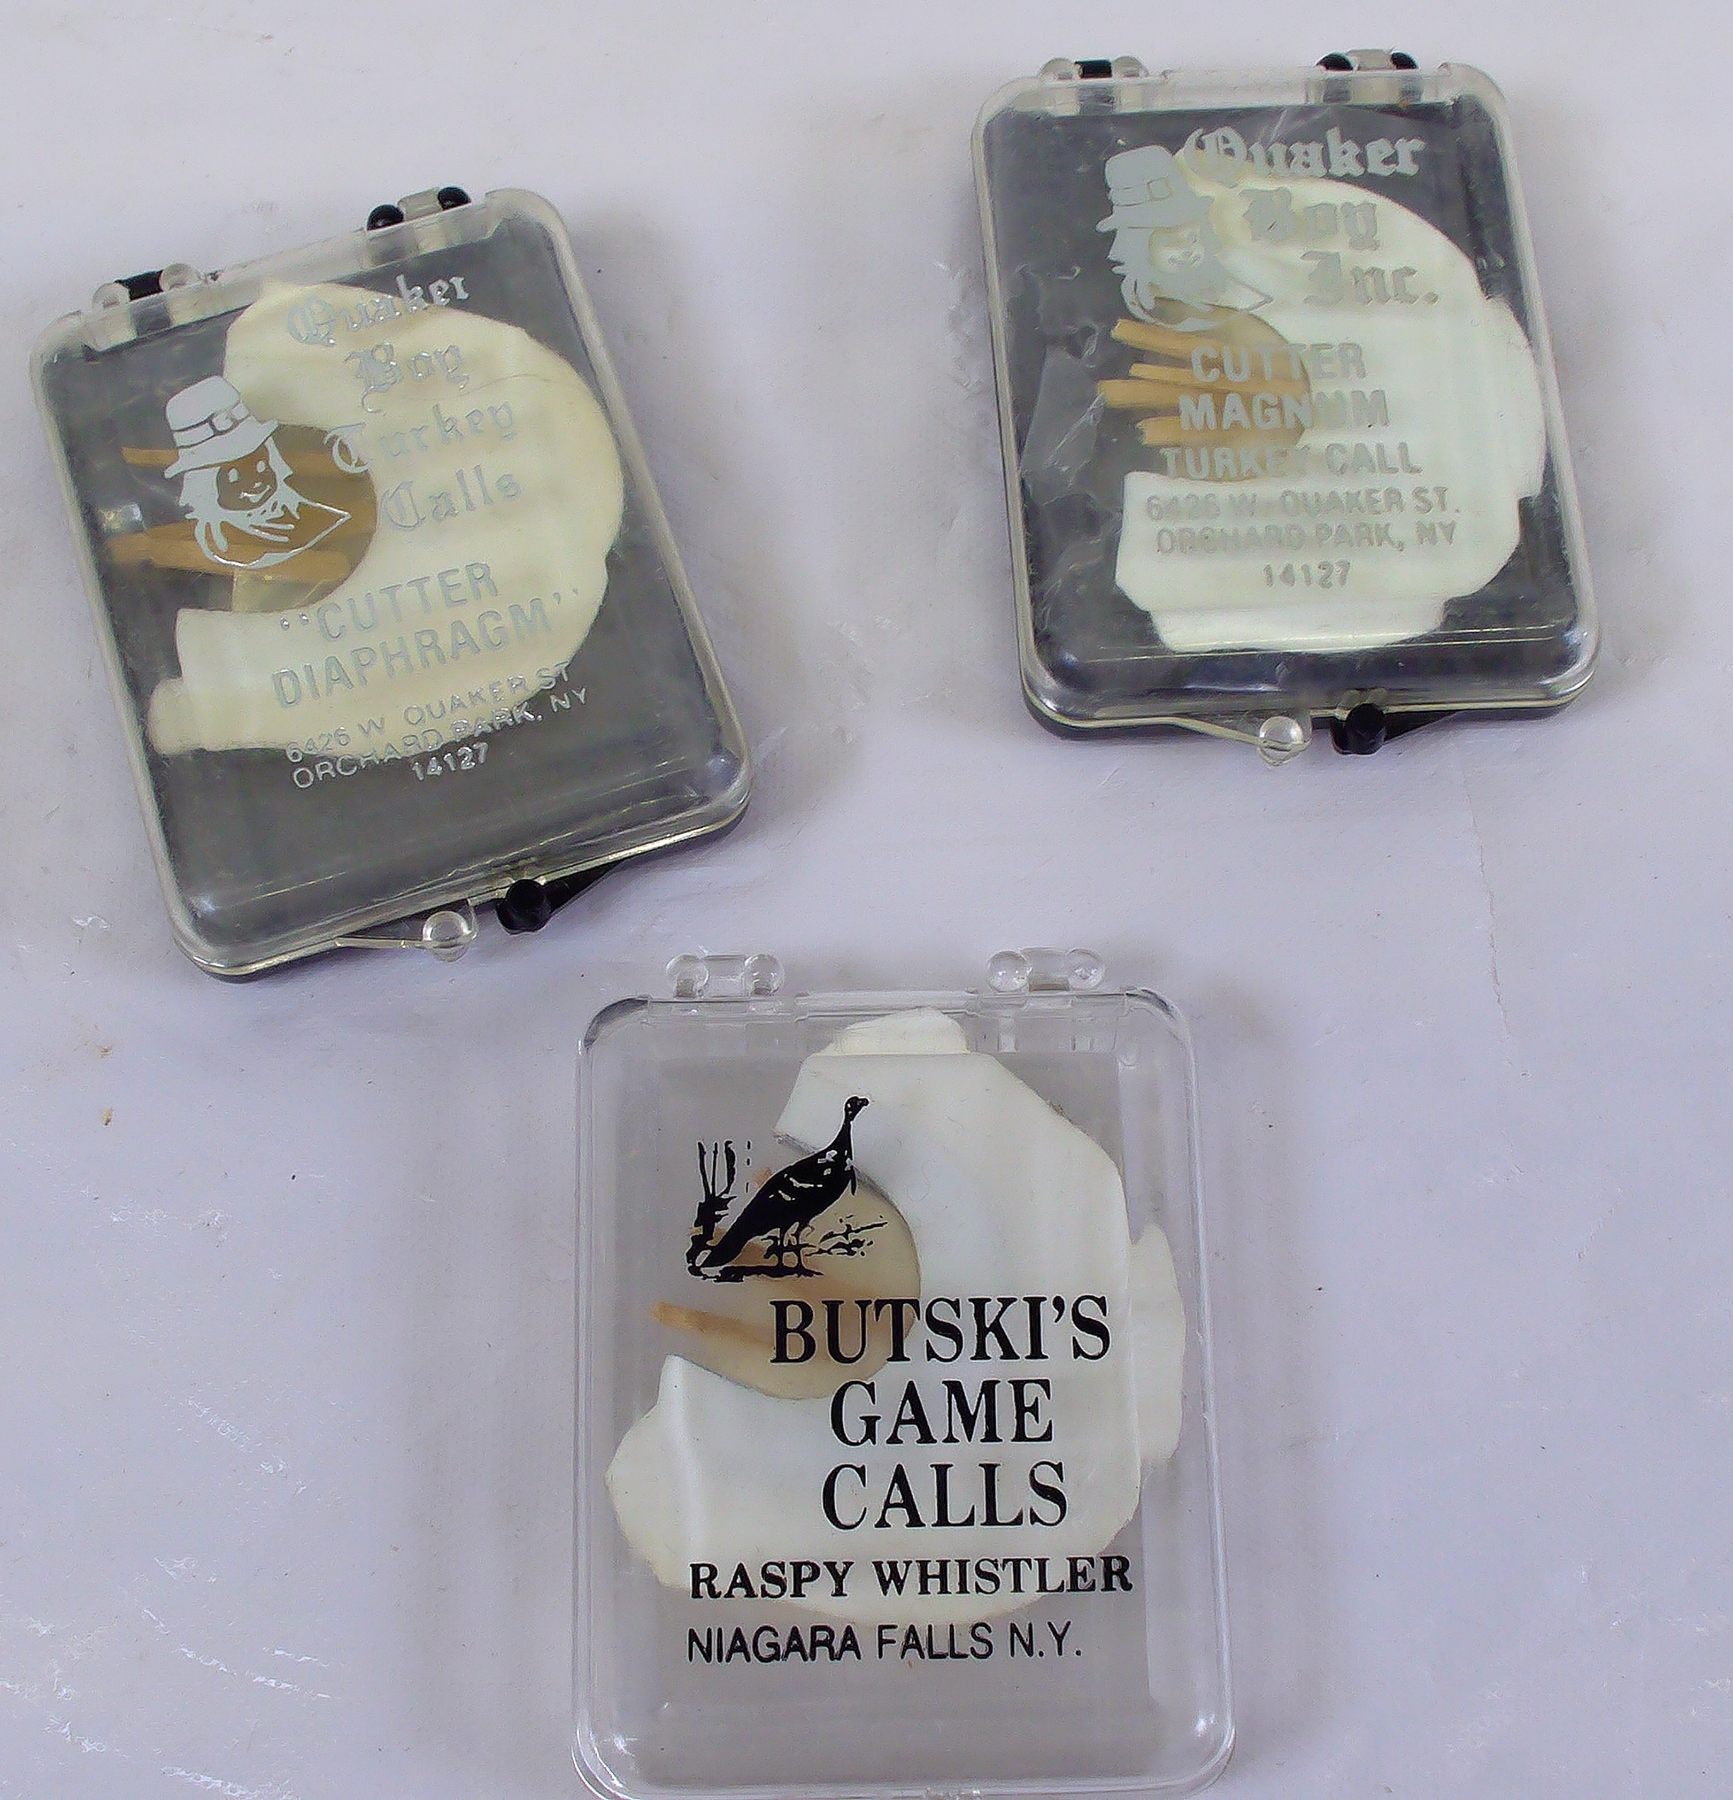 Quaker
Boy
Turkey
Calls
"CUTTER
DIAPHRAGM"
6426 W QUAKER ST
ORCHARD PARK, NY
14127
Quaker
Boy
Inc.
CUTTER
MAGNUM
TURKEY CALL
6426 W. QUAKER ST.
ORCHARD PARK, NY
14127
BUTSKI'S
GAME
CALLS
RASPY WHISTLER
NIAGARA FALLS N.Y.